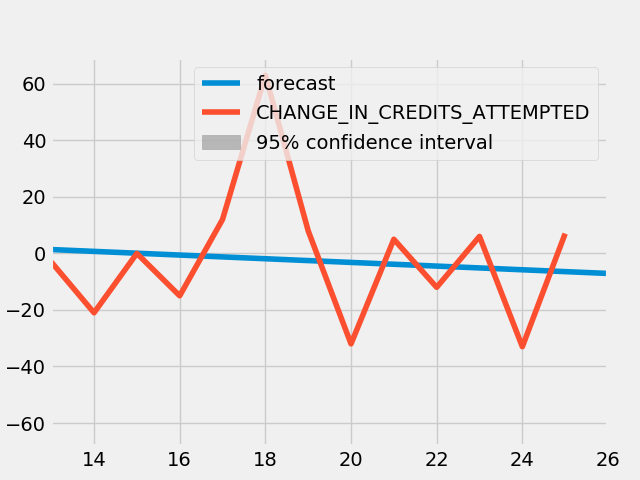 forecast
CHANGE_IN_CREDITS_ATTEMPTED
95% confidence interval
60
40
20
0
−20
−40
−60
14 16 18 20 22 24 26